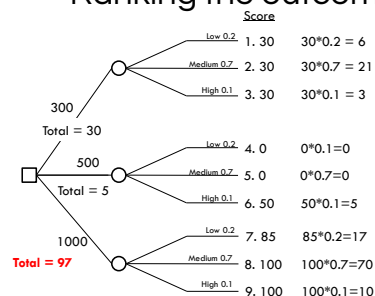 Score
Low 0.2 1. 30 30*0.2 = 6
Medium 0.7 2. 30 30*0.7 = 21
High 0.1 3. 30 30*0.1 = 3
300
Total = 30
Low 0.2 4. 0 0*0.1=0
500 Medium 0.7 5. 0 0*0.7=0
Total = 5
High 0.1 6. 50 50*0.1=5
1000
Low 0.2 7. 85 85*0.2=17
Total = 97 Medium 0.7 8. 100 100*0.7=70
High 0.1 9. 100 100*0.1=10